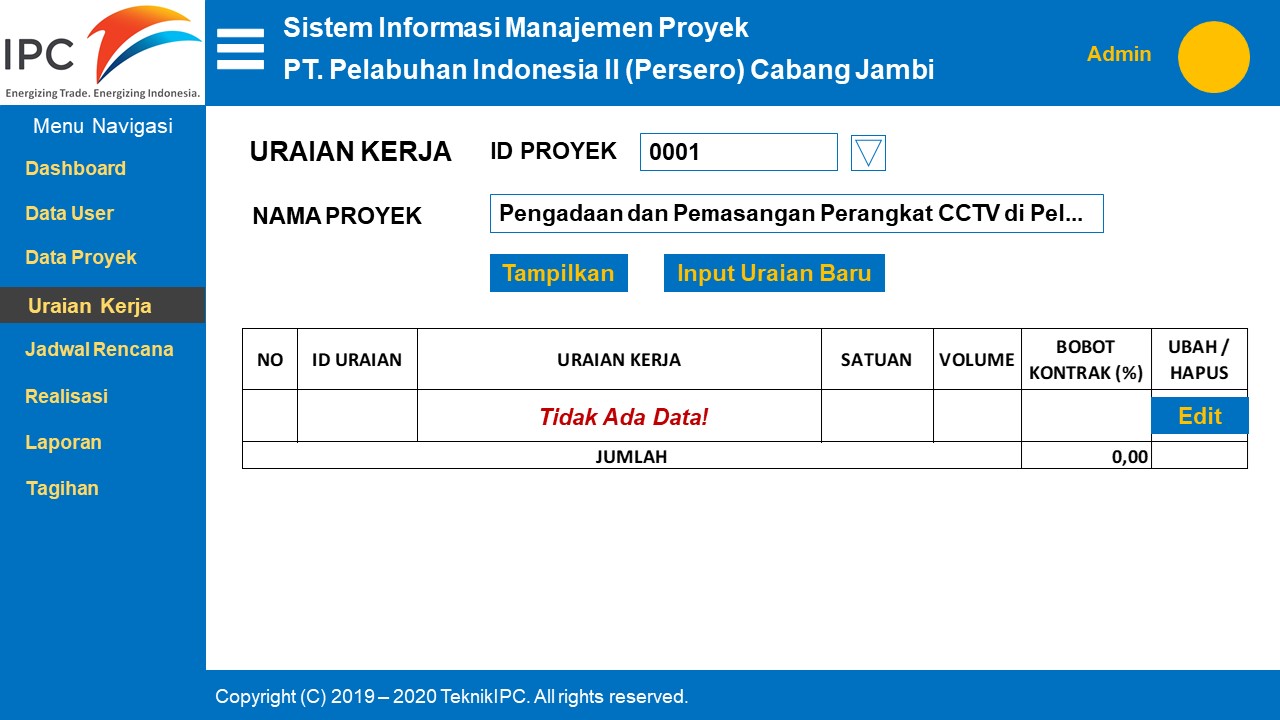 IPC
Energizing Trade. Energizing Indonesia.
Sistem Informasi Manajemen Proyek
PT. Pelabuhan Indonesia II (Persero) Cabang Jambi
Admin
Menu Navigasi
Dashboard
Data User
Data Proyek
Uraian Kerja
Jadwal Rencana
Realisasi
Laporan
Tagihan
URAIAN KERJA ID PROYEK 0001
NAMA PROYEK Pengadaan dan Pemasangan Perangkat CCTV di Pel...
Tampilkan Input Uraian Baru
NO ID URAIAN URAIAN KERJA SATUAN VOLUME BOBOT KONTRAK (%) UBAH / HAPUS
Tidak Ada Data! Edit
JUMLAH 0,00
Copyright (C) 2019 – 2020 TeknikIPC. All rights reserved.